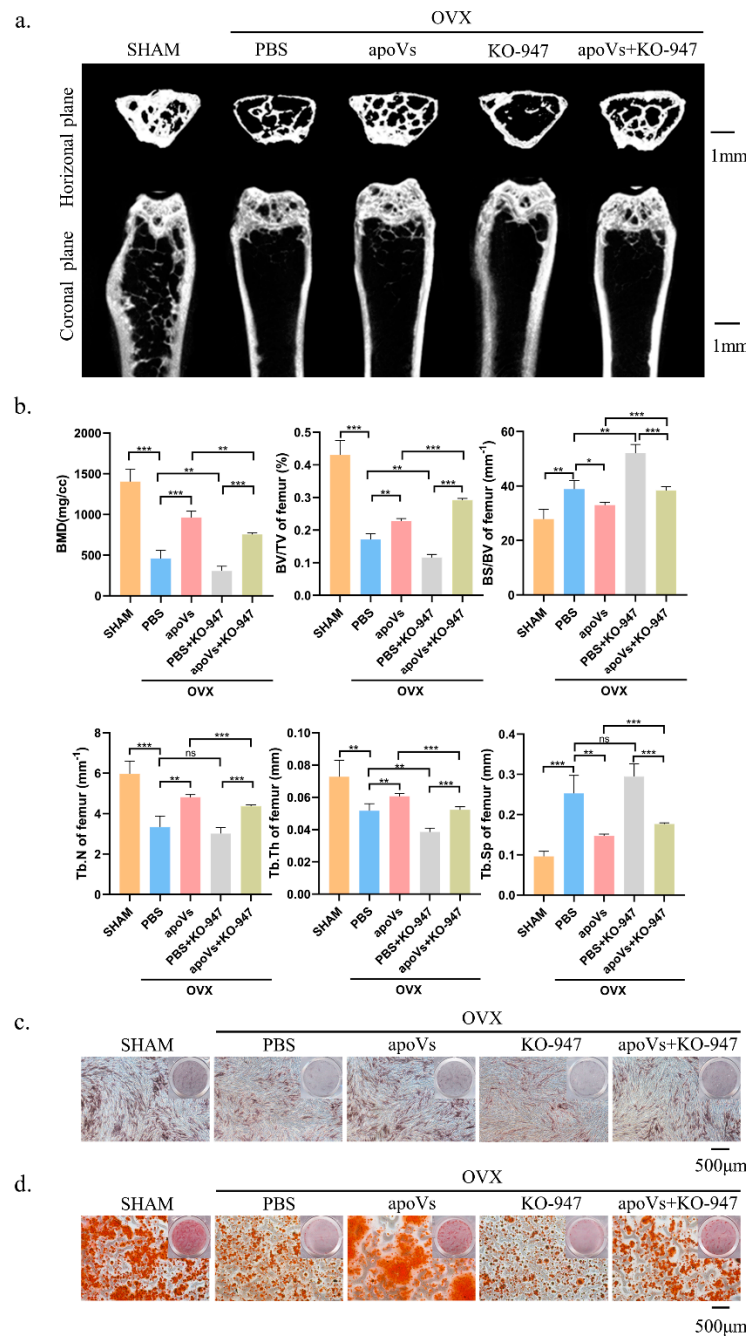 a.
OVX
SHAM PBS apoVs KO-947 apoVs+KO-947
Horizonal plane
1mm
Coronal plane
1mm
b.
BMD(mg/cc)
2000
1500
1000
500
0
*** ** ** *** ***
SHAM PBS apoVs PBS+KO-947 apoVs+KO-947
OVX
BV/TV of femur (%)
0.5
0.4
0.3
0.2
0.1
0.0
*** *** ** *** **
SHAM PBS apoVs PBS+KO-947 apoVs+KO-947
OVX
BS/BV of femur (mm-1)
60
40
20
0
*** ** *** ** *
SHAM PBS apoVs PBS+KO-947 apoVs+KO-947
OVX
Tb.N of femur (mm-1)
8
6
4
2
0
*** *** ns ** ***
SHAM PBS apoVs PBS+KO-947 apoVs+KO-947
OVX
Tb.Th of femur (mm)
0.10
0.08
0.06
0.04
0.02
0.00
** *** ** ** ***
SHAM PBS apoVs PBS+KO-947 apoVs+KO-947
OVX
Tb.Sp of femur (mm)
0.4
0.3
0.2
0.1
0.0
*** ns *** ** ***
SHAM PBS apoVs PBS+KO-947 apoVs+KO-947
OVX
c.
OVX
SHAM PBS apoVs KO-947 apoVs+KO-947
500μm
d.
OVX
SHAM PBS apoVs KO-947 apoVs+KO-947
500μm